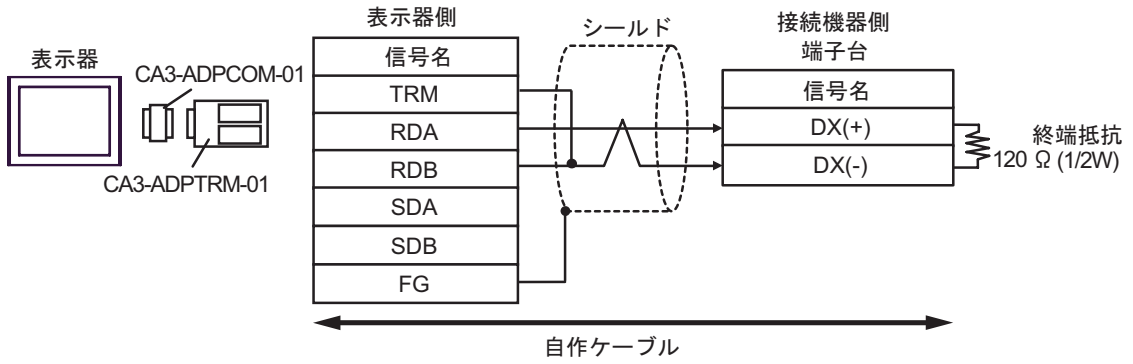 表示器
CA3-ADPCOM-01
CA3-ADPTRM-01
表示器側
信号名
TRM
RDA
RDB
SDA
SDB
FG
シールド
接続機器側
端子台
信号名
DX(+)
DX(-)
終端抵抗
120 Ω (1/2W)
自作ケーブル